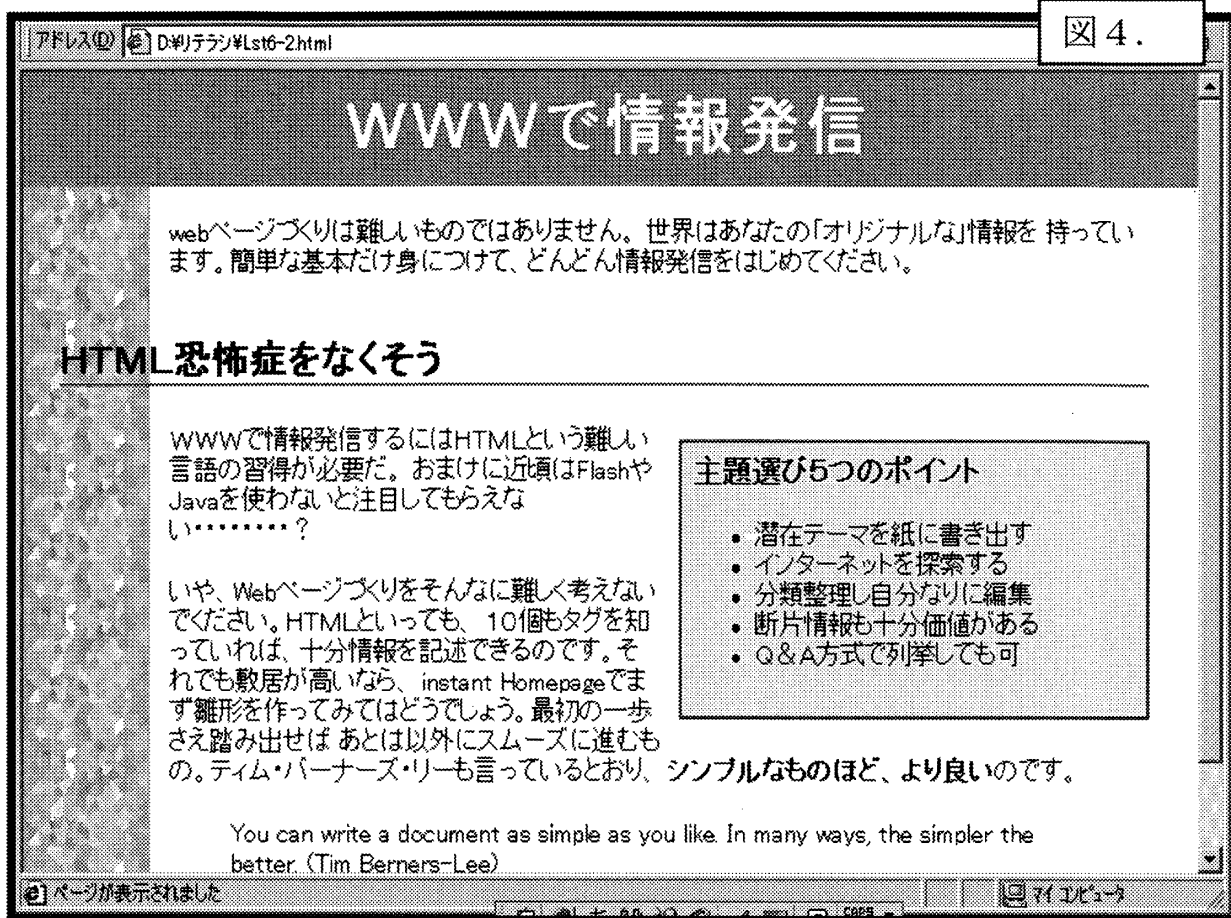 図4.
アドレス(D) D:¥リテラシ¥Lst6-2.html
WWWで情報発信
webページづくりは難しいものではありません。世界はあなたの「オリジナルな」情報を 持ってい
ます。簡単な基本だけ身につけて、どんどん情報発信をはじめてください。
HTML恐怖症をなくそう
WWWで情報発信するにはHTMLという難しい
言語の習得が必要だ。おまけに近頃はFlashや
Javaを使わないと注目してもらえな
い・・・・・・・・?
いや、Webページづくりをそんなに難しく考えない
でください。HTMLといっても、10個もタグを知
っていれば、十分情報を記述できるのです。そ
れでも敷居が高いなら、instant Homepageでま
ず雛形を作ってみてはどうでしょう。最初の一歩
さえ踏み出せば あとは以外にスムーズに進むも
の。ティム・バーナーズ・リーも言っているとおり、シンプルなものほど、より良いのです。
主題選び5つのポイント
• 潜在テーマを紙に書き出す
• インターネットを探索する
• 分類整理し自分なりに編集
• 断片情報も十分価値がある
• Q&A方式で列挙しても可
You can write a document as simple as you like. In many ways, the simpler the
better. (Tim Berners-Lee)
ページが表示されました
マイ コンピュータ